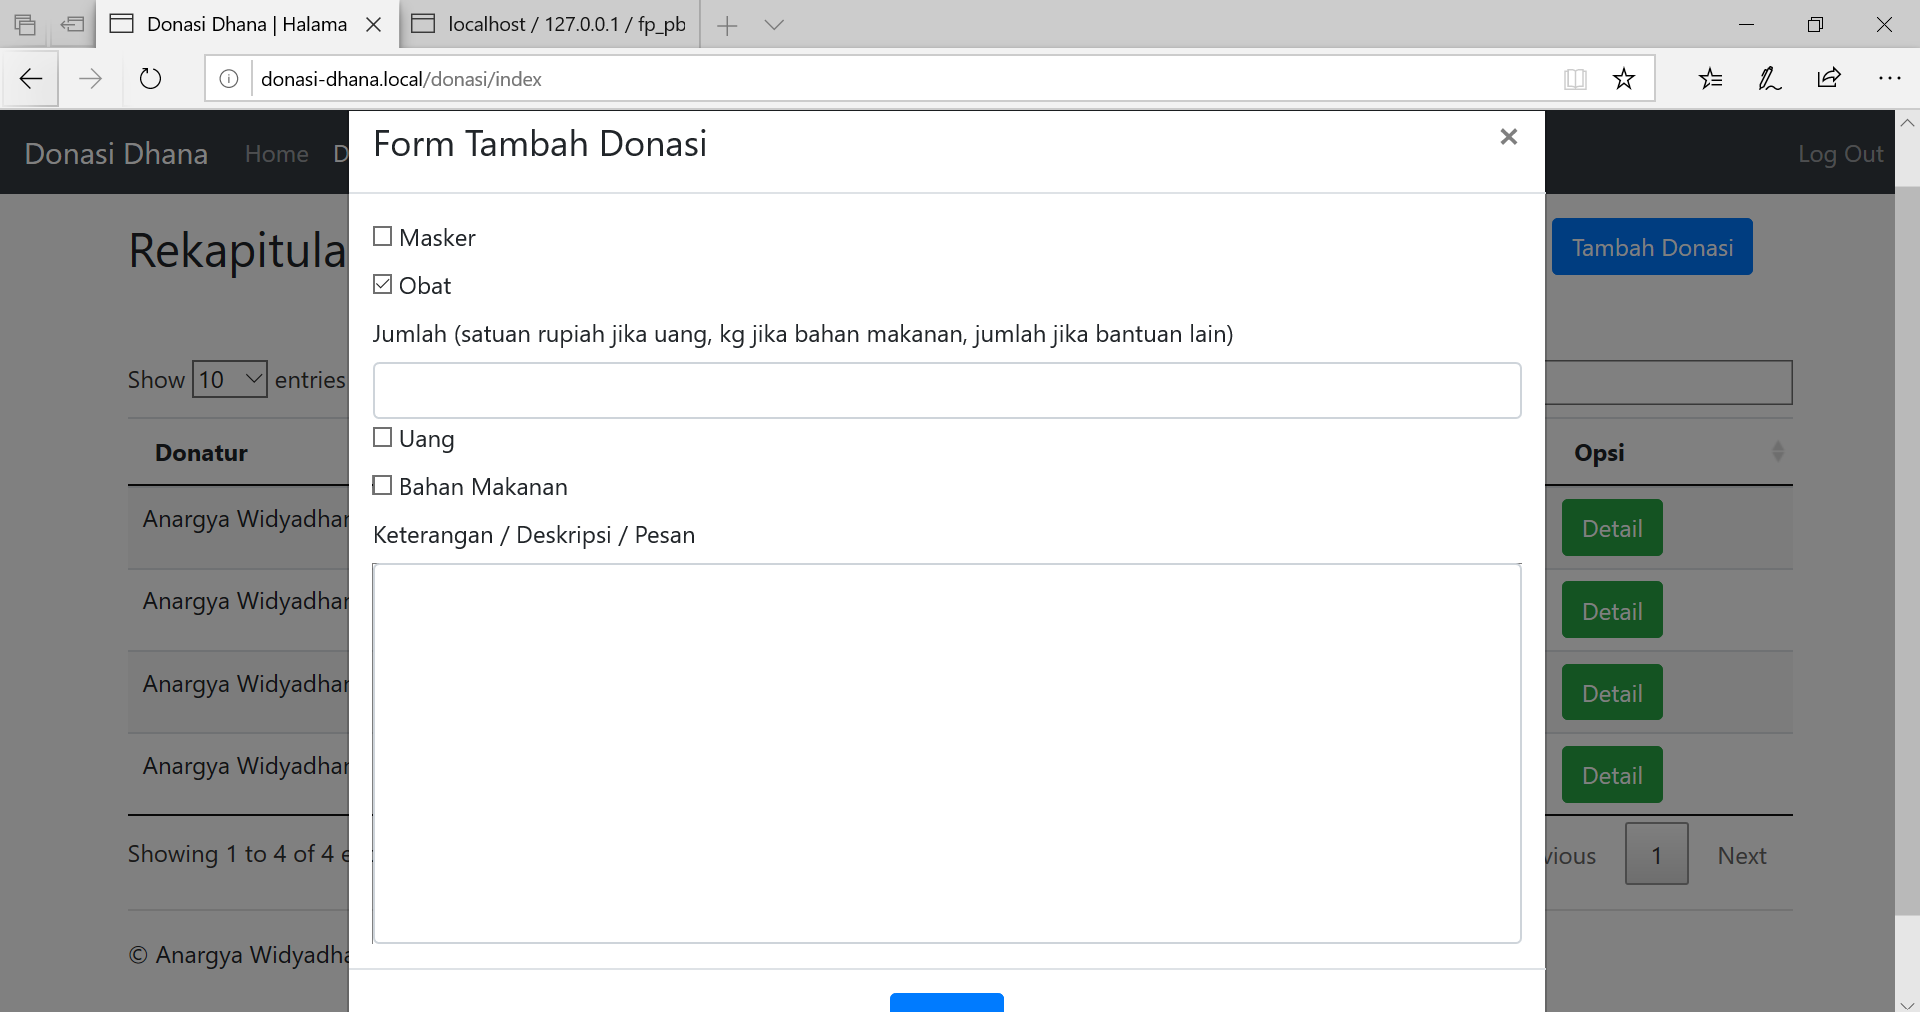 Donasi Dhana | Halama
localhost / 127.0.0.1 / fp_pb
donasi-dhana.local/donasi/index
Donasi Dhana Home D
Log Out
Form Tambah Donasi
Rekapitula
Tambah Donasi
Masker
Obat
Jumlah (satuan rupiah jika uang, kg jika bahan makanan, jumlah jika bantuan lain)
Uang
Bahan Makanan
Keterangan / Deskripsi / Pesan
Show 10 entries
Donatur Opsi
Anargya Widyadhar Detail
Anargya Widyadhar Detail
Anargya Widyadhar Detail
Anargya Widyadhar Detail
Showing 1 to 4 of 4 e
vious 1 Next
© Anargya Widyadha